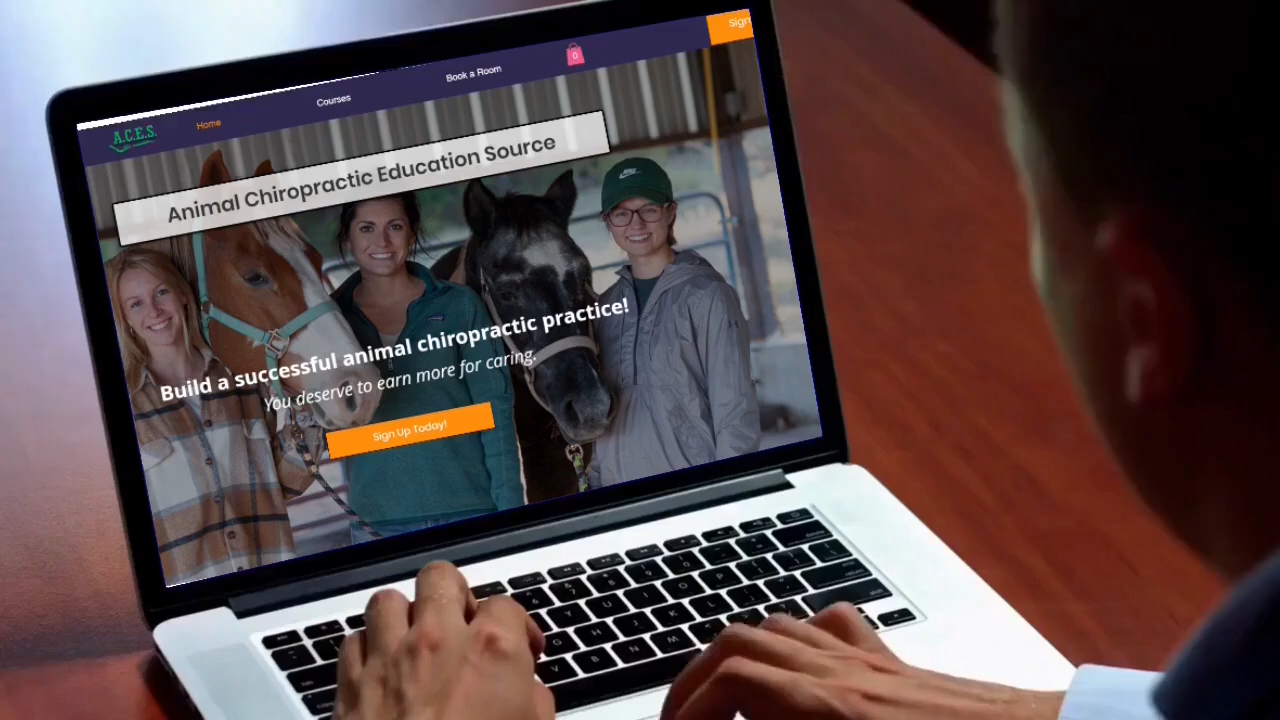 A.C.E.S.
Home
Courses
Book a Room
0
Sign
Animal Chiropractic Education Source
Build a successful animal chiropractic practice!
You deserve to earn more for caring.
Sign Up Today!